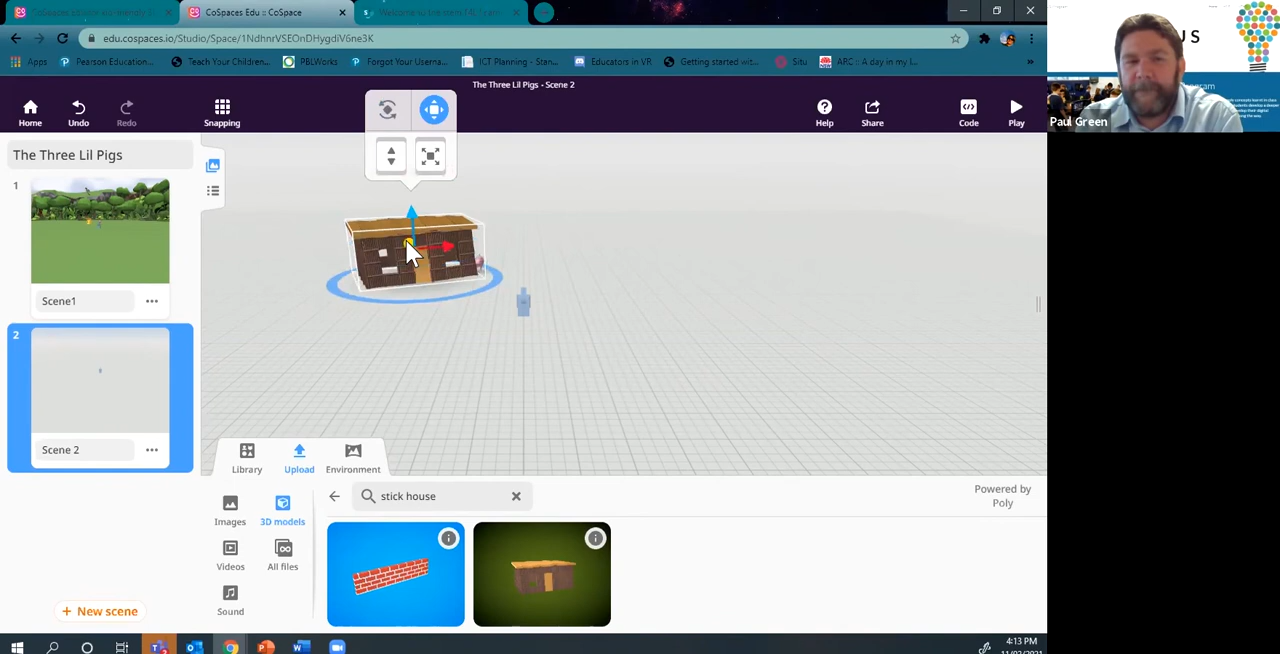 CoSpaces Edu :: CoSpace
edu.cospaces.io/Studio/Space/1NdhnrVSEOnDHygdiV6ne3K
Apps
Pearson Education...
Teach Your Children...
PBLWorks
Forgot Your Userna...
ICT Planning - Stan...
Educators in VR
Getting started wit...
Situ
ARC :: A day in my l...
The Three Lil Pigs - Scene 2
Home
Undo
Redo
Snapping
Help
Share
Code
Play
U S
Paul Green
The Three Lil Pigs
1
Scene1
2
Scene 2
+ New scene
Library
Upload
Environment
stick house
Powered by
Poly
Images
3D models
Videos
All files
Sound
4:13 PM